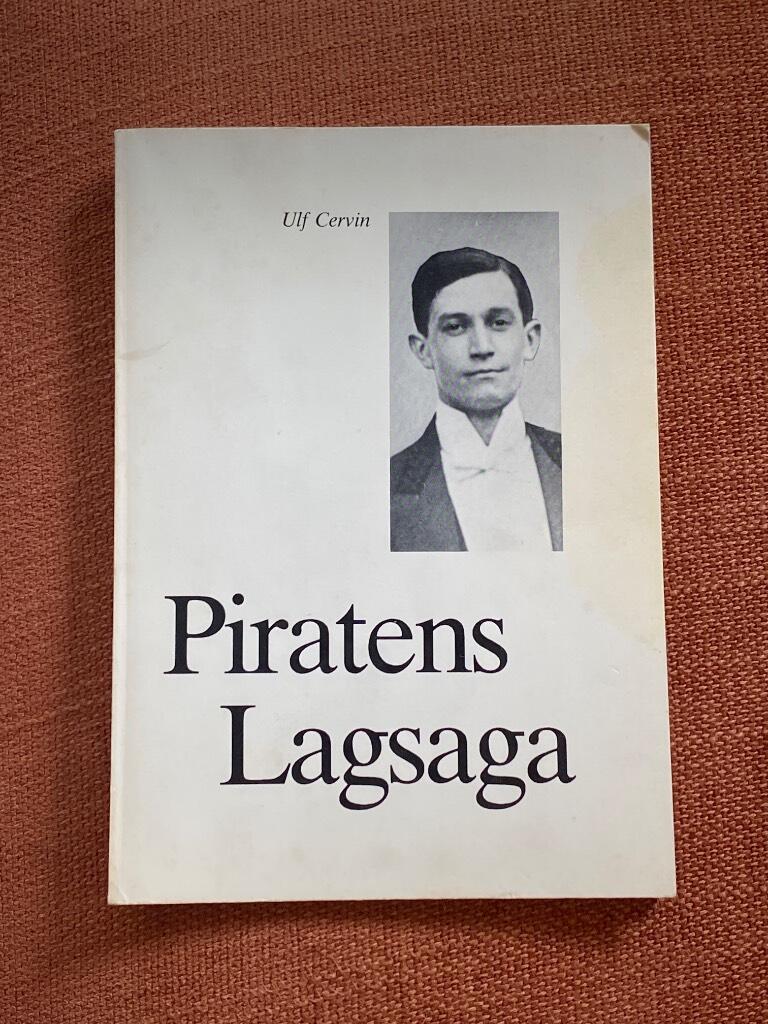 Ulf Cervin
Piratens
Lagsaga